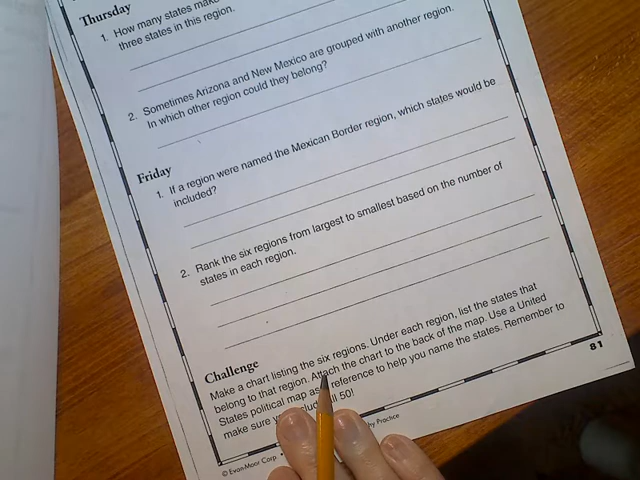 Thursday
1. How many states make
three states in this region.
2. Sometimes Arizona and New Mexico are grouped with another region.
In which other region could they belong?
Friday
1. If a region were named the Mexican Border region, which states would be
included?
2. Rank the six regions from largest to smallest based on the number of
states in each region.
Challenge
Make a chart listing the six regions. Under each region, list the states that
belong to that region. Attach the chart to the back of the map. Use a United
States political map as reference to help you name the states. Remember to
make sure all 50!
81
© Evan-Moor Corp. • Practice